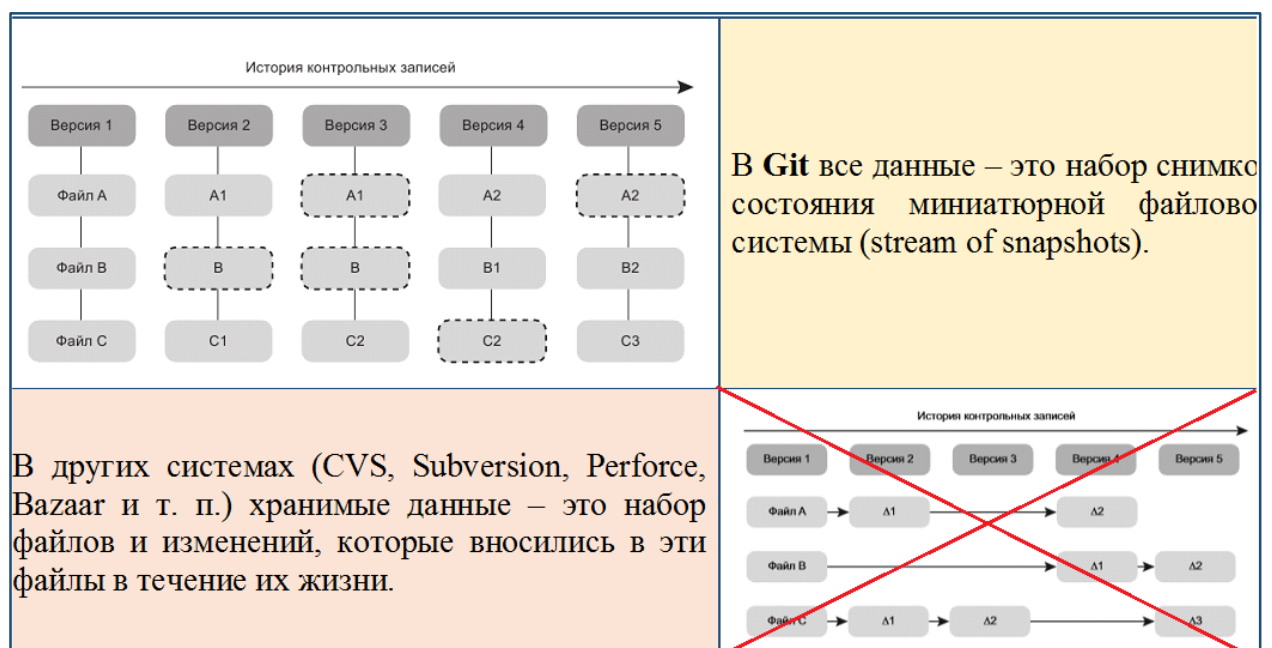 История контрольных записей
Версия 1 Версия 2 Версия 3 Версия 4 Версия 5
Файл A A1 A1 A2 A2
Файл B B B B1 B2
Файл C C1 C2 C2 C3
В Git все данные – это набор снимко
состояния миниатюрной файлово
системы (stream of snapshots).
В других системах (CVS, Subversion, Perforce,
Bazaar и т. п.) хранимые данные – это набор
файлов и изменений, которые вносились в эти
файлы в течение их жизни.
История контрольных записей
Версия 1 Версия 2 Версия 3 Версия 4 Версия 5
Файл A Δ1 Δ2
Файл B Δ1 Δ2
Файл C Δ1 Δ2 Δ3